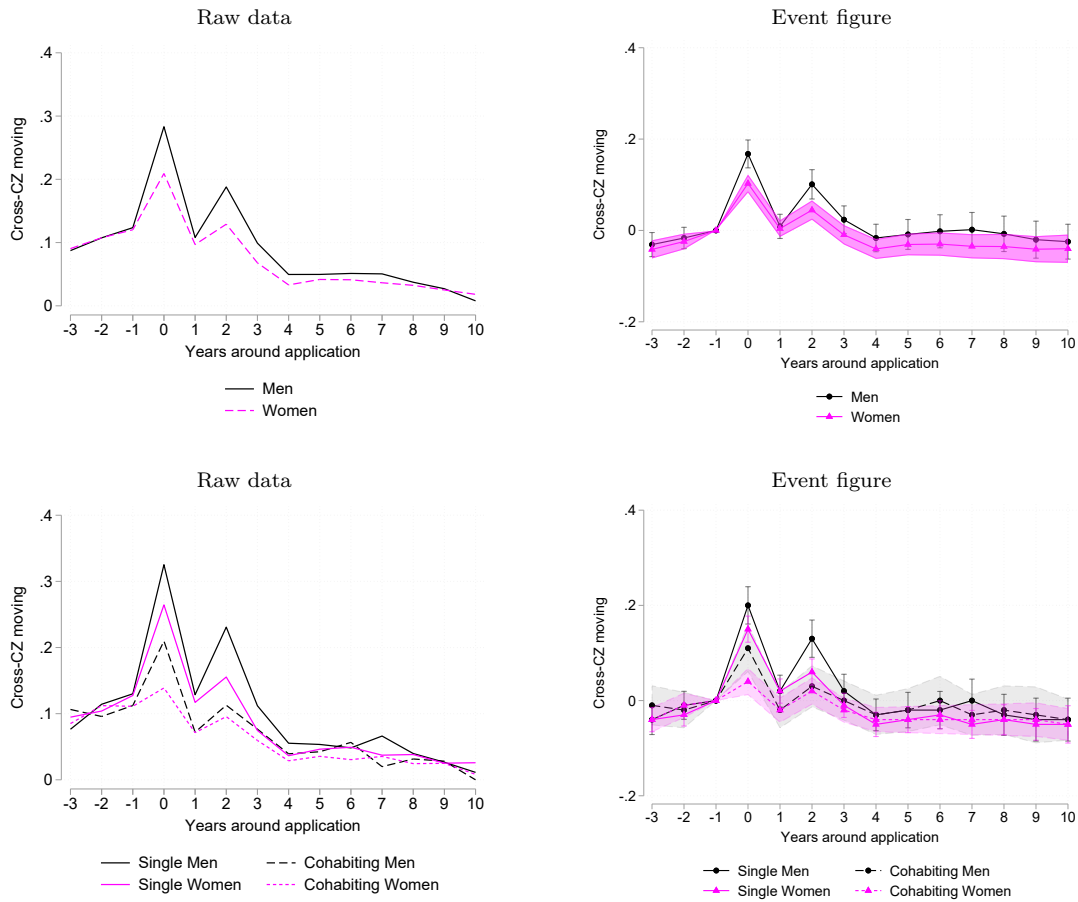 Raw data
.4
.3
.2
.1
0
Cross-CZ moving
-3 -2 -1 0 1 2 3 4 5 6 7 8 9 10
Years around application
Men
Women
Event figure
.4
.2
0
-.2
Cross-CZ moving
-3 -2 -1 0 1 2 3 4 5 6 7 8 9 10
Years around application
Men
Women
Raw data
.4
.3
.2
.1
0
Cross-CZ moving
-3 -2 -1 0 1 2 3 4 5 6 7 8 9 10
Years around application
Single Men Cohabiting Men
Single Women Cohabiting Women
Event figure
.4
.2
0
-.2
Cross-CZ moving
-3 -2 -1 0 1 2 3 4 5 6 7 8 9 10
Years around application
Single Men Cohabiting Men
Single Women Cohabiting Women